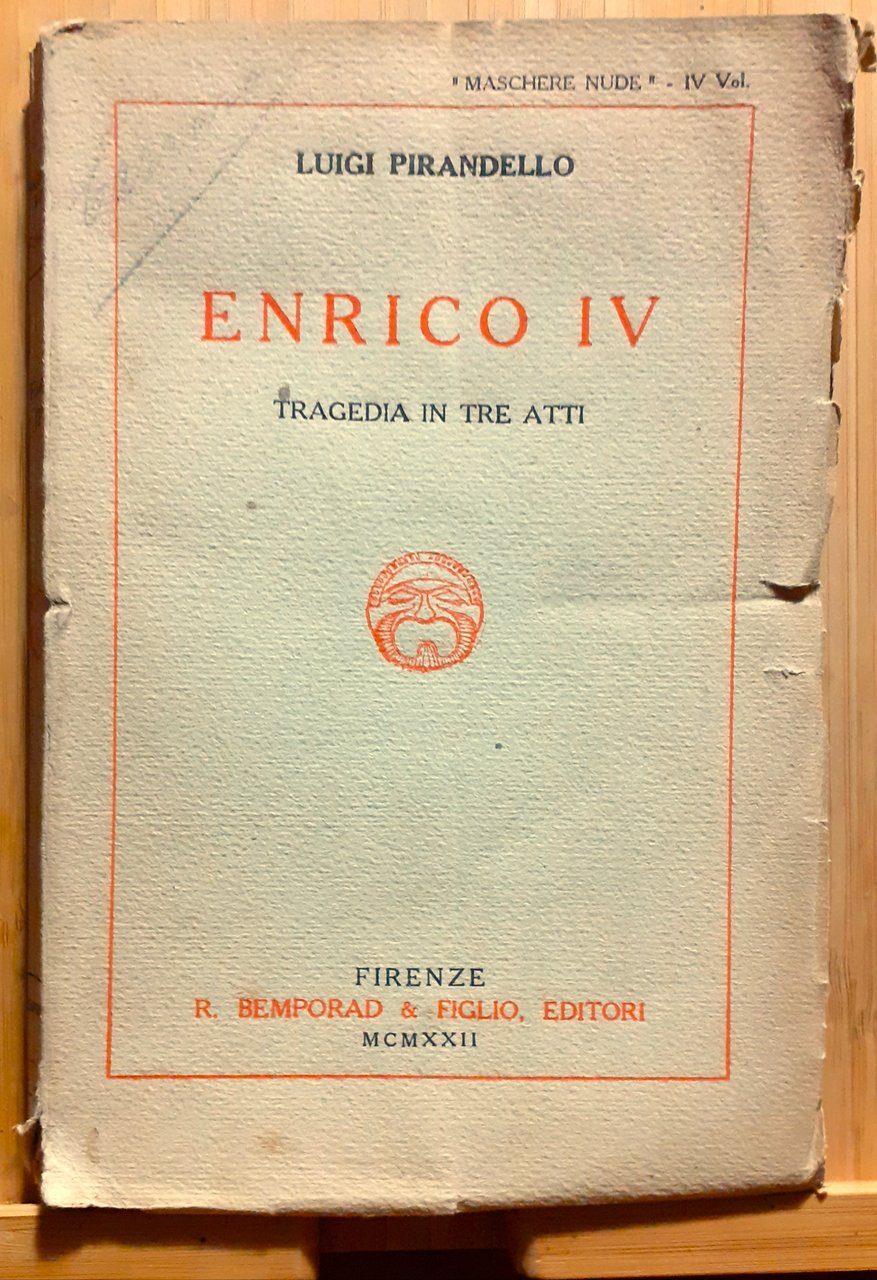 "MASCHERE NUDE" - IV Vol.
LUIGI PIRANDELLO
ENRICO IV
TRAGEDIA IN TRE ATTI
FIRENZE
R. BEMPORAD & FIGLIO, EDITORI
MCMXXII